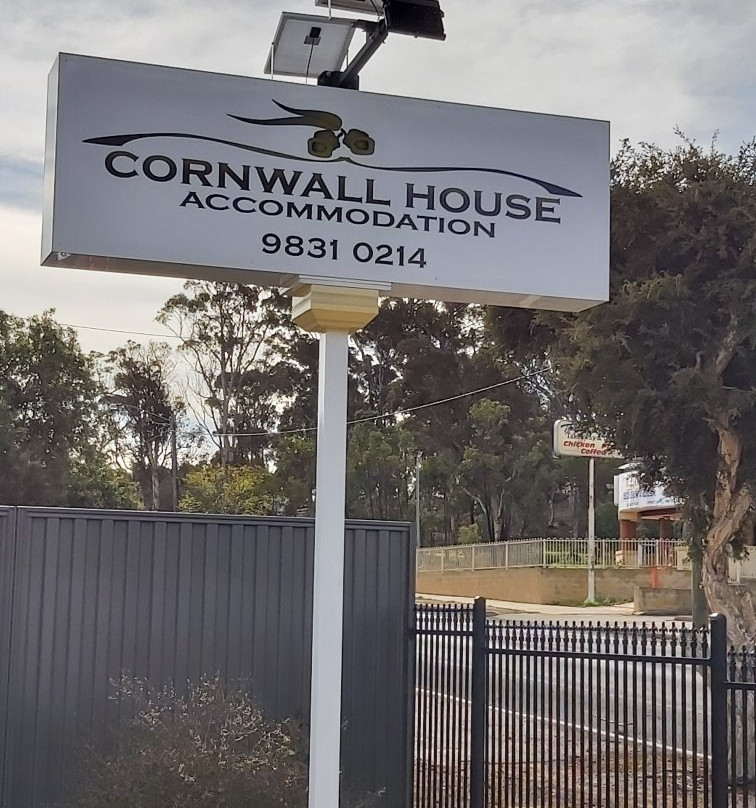 CORNWALL HOUSE
ACCOMMODATION
9831 0214
Chicken
Coffee